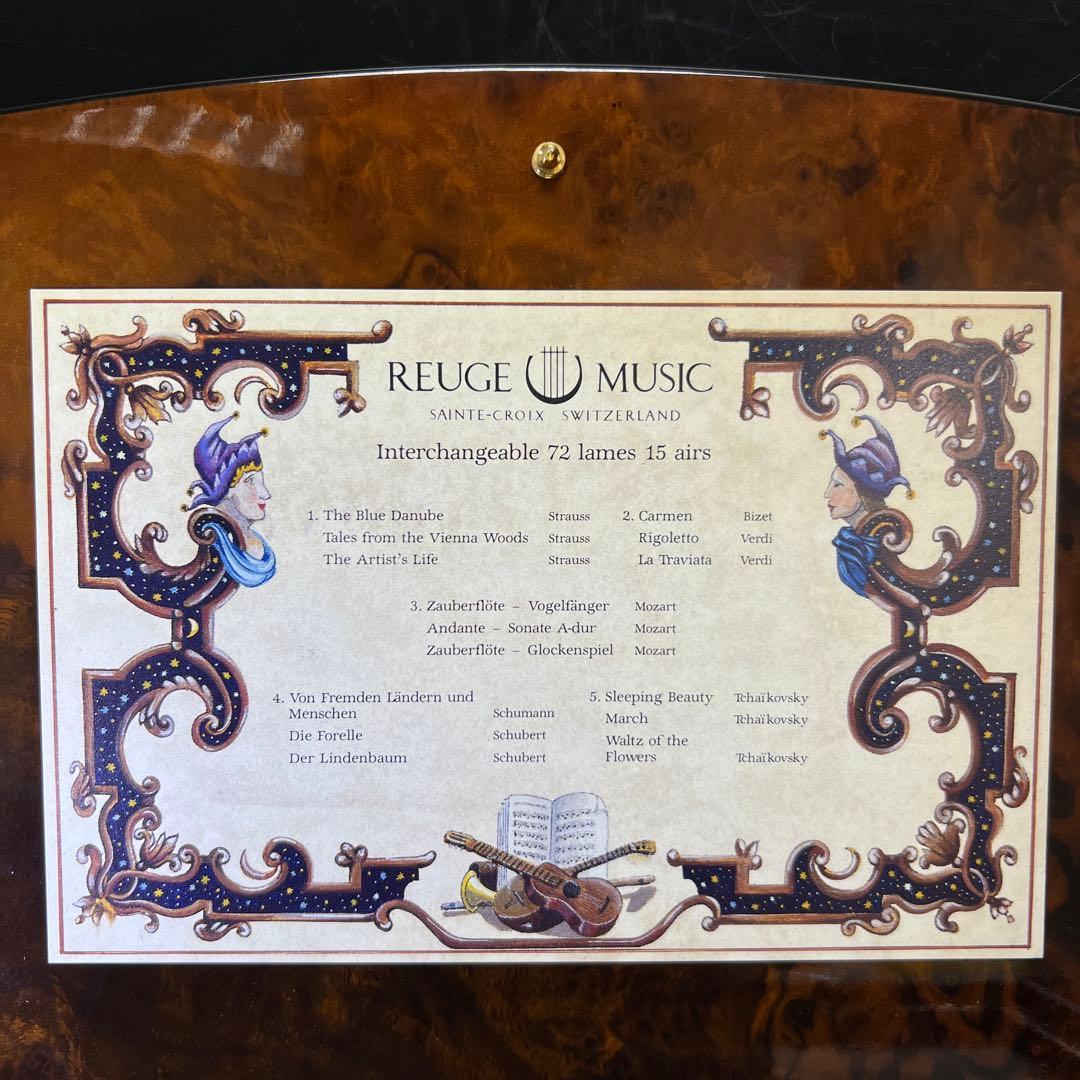 REUGE MUSIC
SAINTE-CROIX SWITZERLAND
Interchangeable 72 lames 15 airs
1. The Blue Danube Strauss
Tales from the Vienna Woods Strauss
The Artist's Life Strauss
2. Carmen Bizet
Rigoletto Verdi
La Traviata Verdi
3. Zauberflöte – Vogelfänger Mozart
Andante – Sonate A-dur Mozart
Zauberflöte – Glockenspiel Mozart
4. Von Fremden Ländern und
Menschen Schumann
Die Forelle Schubert
Der Lindenbaum Schubert
5. Sleeping Beauty Tchaïkovsky
March Tchaïkovsky
Waltz of the
Flowers Tchaïkovsky